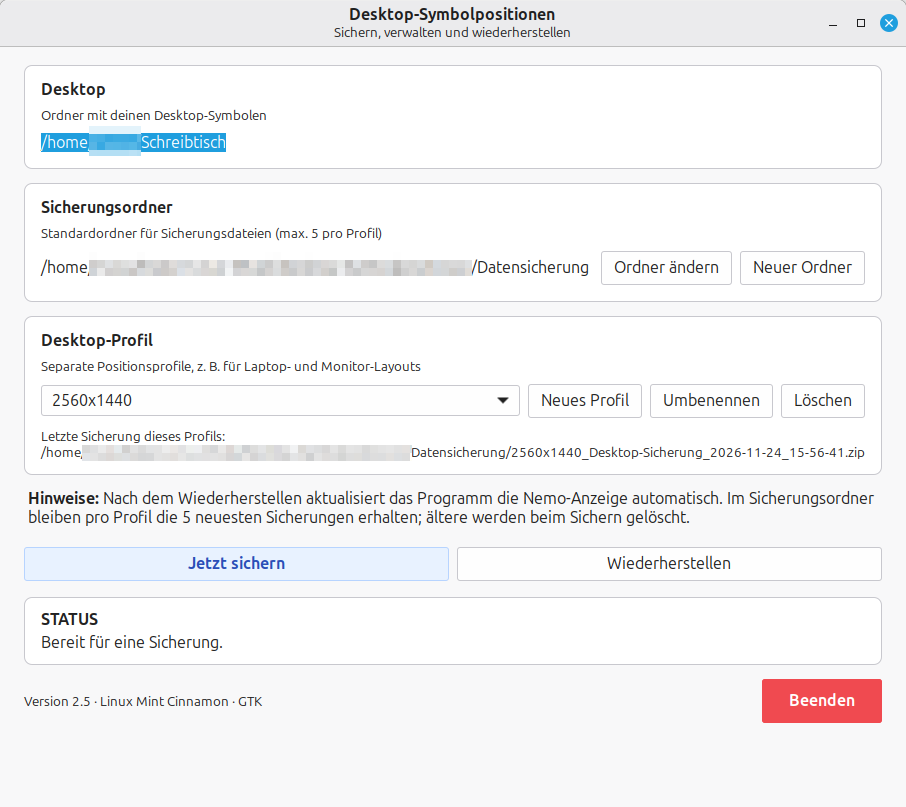 Desktop-Symbolpositionen
Sichern, verwalten und wiederherstellen
Desktop
Ordner mit deinen Desktop-Symbolen
/home/ Schreibtisch
Sicherungsordner
Standardordner für Sicherungsdateien (max. 5 pro Profil)
/home/ /Datensicherung Ordner ändern Neuer Ordner
Desktop-Profil
Separate Positionsprofile, z. B. für Laptop- und Monitor-Layouts
2560x1440 Neues Profil Umbenennen Löschen
Letzte Sicherung dieses Profils:
/home/ Datensicherung/2560x1440_Desktop-Sicherung_2026-11-24_15-56-41.zip
Hinweise: Nach dem Wiederherstellen aktualisiert das Programm die Nemo-Anzeige automatisch. Im Sicherungsordner
bleiben pro Profil die 5 neuesten Sicherungen erhalten; ältere werden beim Sichern gelöscht.
Jetzt sichern Wiederherstellen
STATUS
Bereit für eine Sicherung.
Version 2.5 · Linux Mint Cinnamon · GTK Beenden